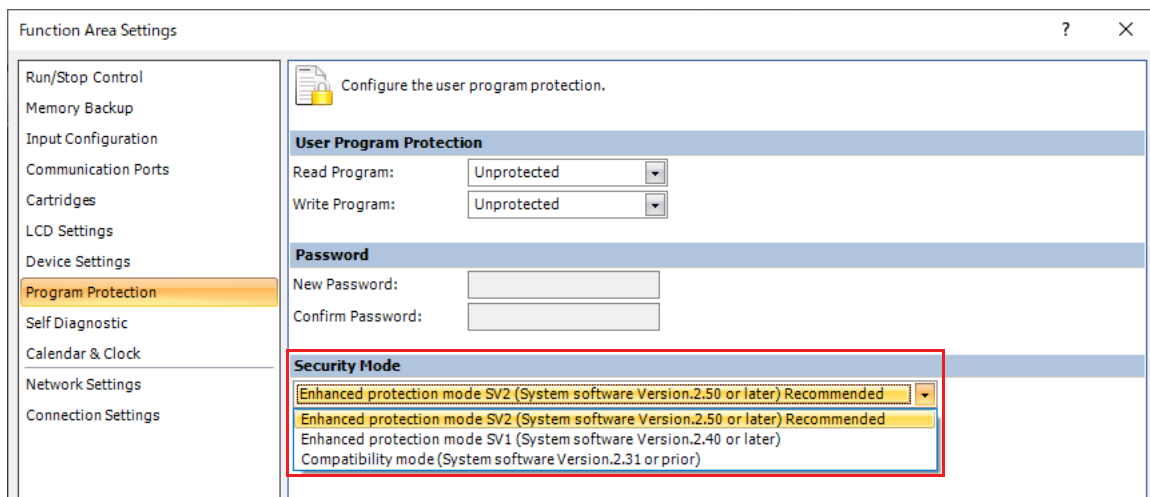 Function Area Settings
?
Run/Stop Control
Memory Backup
Input Configuration
Communication Ports
Cartridges
LCD Settings
Device Settings
Program Protection
Self Diagnostic
Calendar & Clock
Network Settings
Connection Settings
Configure the user program protection.
User Program Protection
Read Program: Unprotected
Write Program: Unprotected
Password
New Password:
Confirm Password:
Security Mode
Enhanced protection mode SV2 (System software Version.2.50 or later) Recommended
Enhanced protection mode SV2 (System software Version.2.50 or later) Recommended
Enhanced protection mode SV1 (System software Version.2.40 or later)
Compatibility mode (System software Version.2.31 or prior)